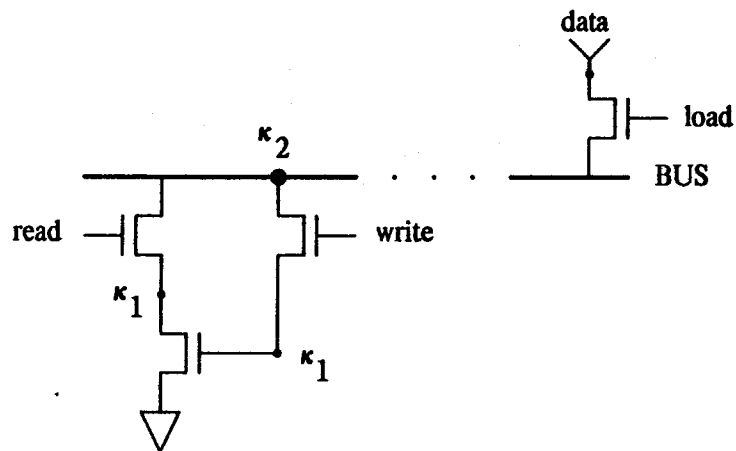 data
load
κ2
BUS
read
write
κ1
κ1